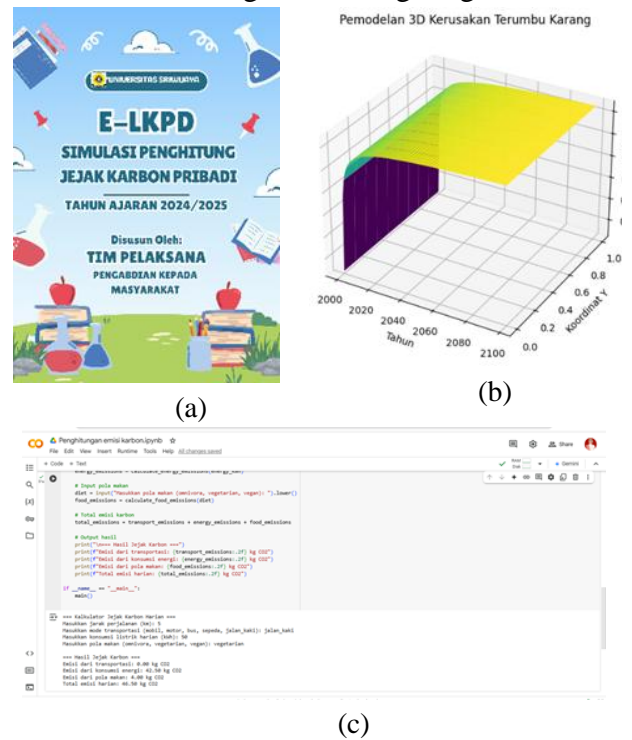 UNIVERSITAS SRIWIJAYA
E-LKPD
SIMULASI PENGHITUNG
JEJAK KARBON PRIBADI
TAHUN AJARAN 2024/2025
Disusun Oleh:
TIM PELAKSANA
PENGABDIAN KEPADA
MASYARAKAT
(a)
Pemodelan 3D Kerusakan Terumbu Karang
2000
2020
2040
2060
2080
2100
Tahun
0.0
0.2
0.4
0.6
0.8
1.0
Koordinat Y
(b)
Penghitungan emisi karbon.ipynb
File Edit View Insert Runtime Tools Help All changes saved
Share
+ Code + Text
Gemini
energy_emissions = calculate_energy_emissions(energy_kwh)
# Input pola makan
diet = input("Masukkan pola makan (omnivora, vegetarian, vegan): ").lower()
food_emissions = calculate_food_emissions(diet)
# Total emisi karbon
total_emissions = transport_emissions + energy_emissions + food_emissions
# Output hasil
print("\n=== Hasil Jejak Karbon ===")
print(f"Emisi dari transportasi: {transport_emissions:.2f} kg CO2")
print(f"Emisi dari konsumsi energi: {energy_emissions:.2f} kg CO2")
print(f"Emisi dari pola makan: {food_emissions:.2f} kg CO2")
print(f"Total emisi harian: {total_emissions:.2f} kg CO2")
if __name__ == "__main__":
main()
=== Kalkulator Jejak Karbon Harian ===
Masukkan jarak perjalanan (km): 5
Masukkan mode transportasi (mobil, motor, bus, sepeda, jalan_kaki): jalan_kaki
Masukkan konsumsi listrik harian (kWh): 50
Masukkan pola makan (omnivora, vegetarian, vegan): vegetarian
=== Hasil Jejak Karbon ===
Emisi dari transportasi: 0.00 kg CO2
Emisi dari konsumsi energi: 42.50 kg CO2
Emisi dari pola makan: 4.00 kg CO2
Total emisi harian: 46.50 kg CO2
(c)